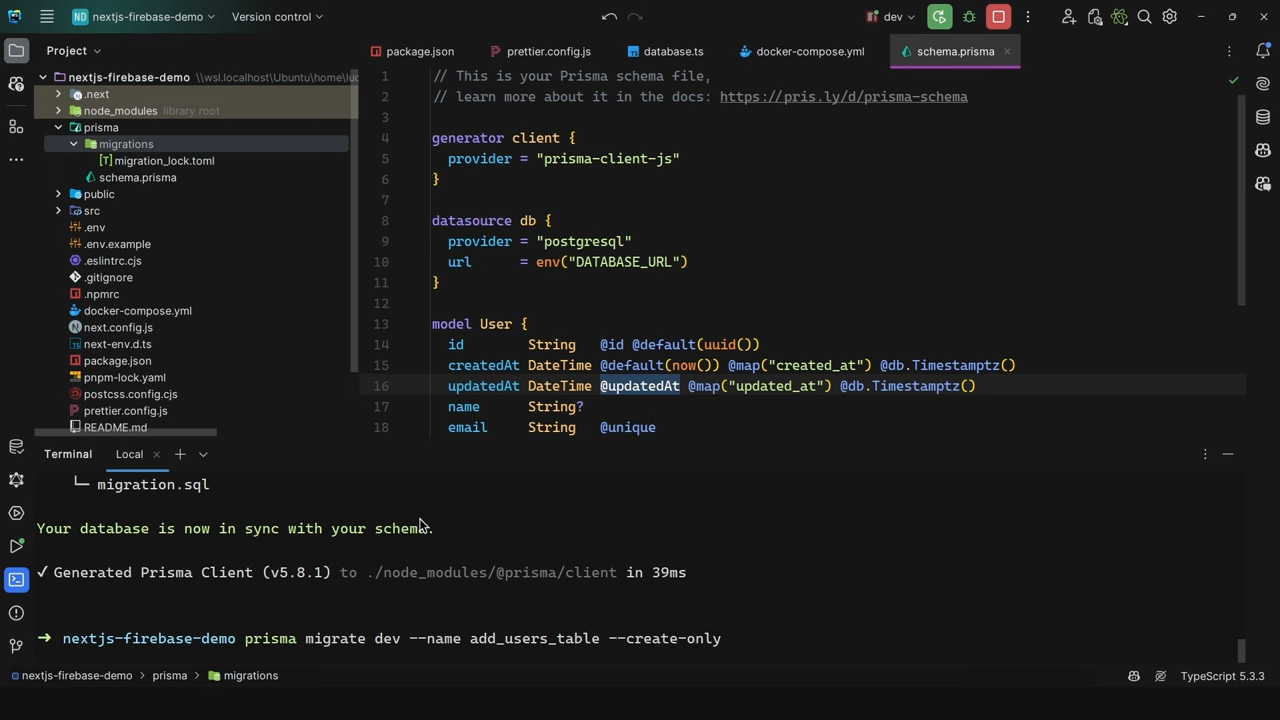 ND nextjs-firebase-demo Version control dev
Project
package.json prettier.config.js database.ts docker-compose.yml schema.prisma
nextjs-firebase-demo \\wsl.localhost\Ubuntu\home\luc
.next
node_modules library root
prisma
migrations
[T] migration_lock.toml
schema.prisma
public
src
.env
.env.example
.eslintrc.cjs
.gitignore
.npmrc
docker-compose.yml
next.config.js
next-env.d.ts
package.json
pnpm-lock.yaml
postcss.config.cjs
prettier.config.js
README.md
1 // This is your Prisma schema file,
2 // learn more about it in the docs: https://pris.ly/d/prisma-schema
3
4 generator client {
5 provider = "prisma-client-js"
6 }
7
8 datasource db {
9 provider = "postgresql"
10 url = env("DATABASE_URL")
11 }
12
13 model User {
14 id String @id @default(uuid())
15 createdAt DateTime @default(now()) @map("created_at") @db.Timestamptz()
16 updatedAt DateTime @updatedAt @map("updated_at") @db.Timestamptz()
17 name String?
18 email String @unique
Terminal Local
└─ migration.sql
Your database is now in sync with your schema.
✓ Generated Prisma Client (v5.8.1) to ./node_modules/@prisma/client in 39ms
→ nextjs-firebase-demo prisma migrate dev --name add_users_table --create-only
nextjs-firebase-demo > prisma > migrations TypeScript 5.3.3